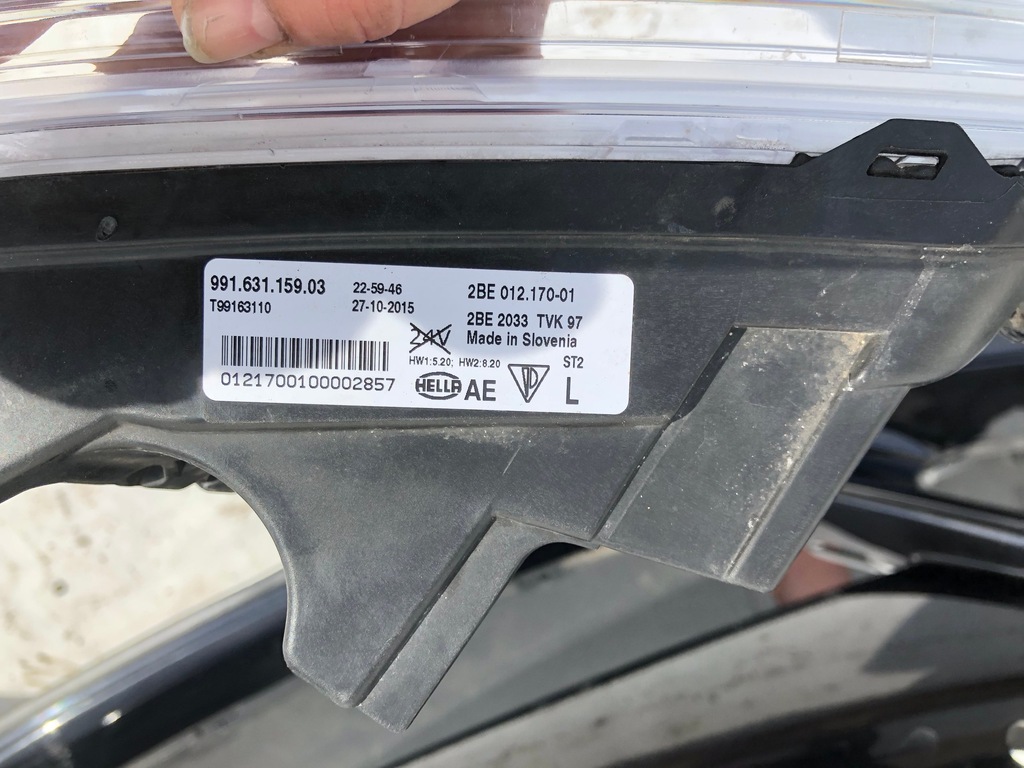 991.631.159.03 22-59-46 2BE 012.170-01
T99163110 27-10-2015 2BE 2033 TVK 97
24V Made in Slovenia
HW1:5.20; HW2:8.20 ST2
0121700100002857 HELLA AE L